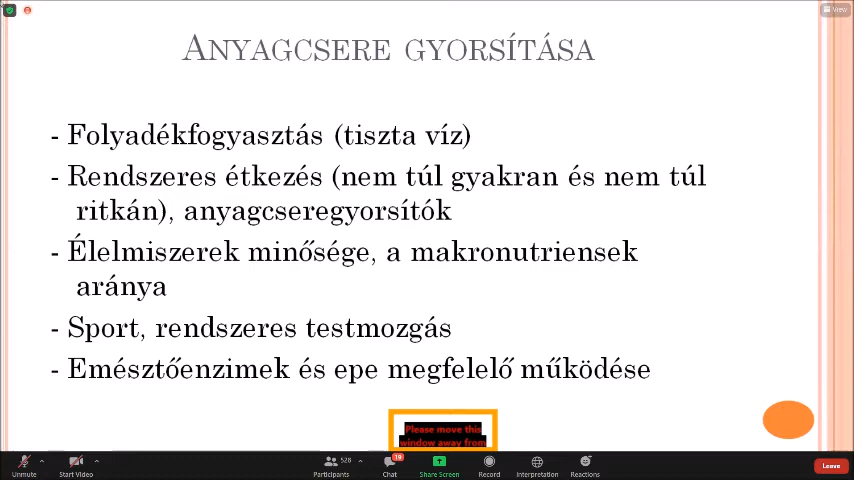 View
ANYAGCSERE GYORSÍTÁSA
- Folyadékfogyasztás (tiszta víz)
- Rendszeres étkezés (nem túl gyakran és nem túl
ritkán), anyagcseregyorsítók
- Élelmiszerek minősége, a makronutriensek
aránya
- Sport, rendszeres testmozgás
- Emésztőenzimek és epe megfelelő működése
Please move this
window away from
Unmute
Start Video
Participants
528
Chat
19
Share Screen
Record
Interpretation
Reactions
Leave